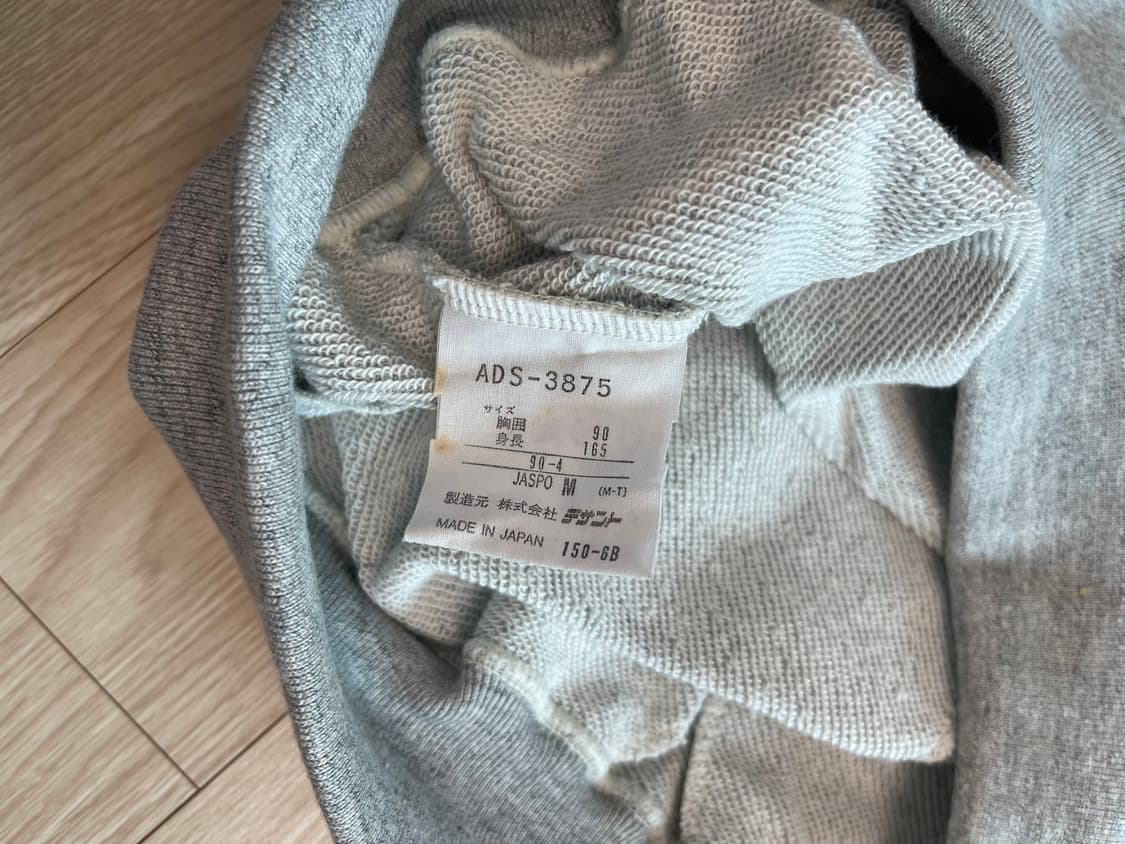 ADS-3875
サイズ
胸囲 90
身長 165
90-4
JASPO M (M-T)
製造元 株式会社 デサント
MADE IN JAPAN 150-6B